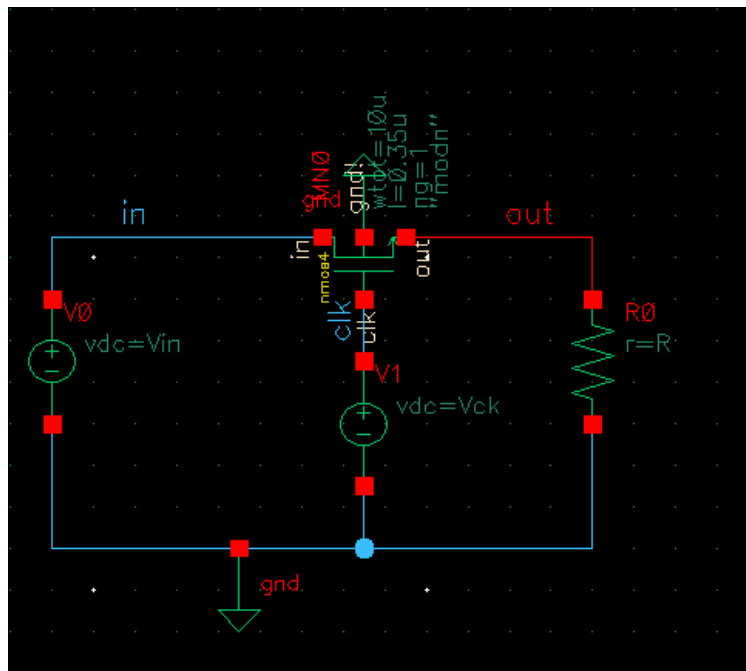 wtot=10u
l=0.35u
ng=1
"modn"
MN0
gnd!
gnd
in
out
in
out
nmos4
clk
clk
V0
vdc=Vin
V1
vdc=Vck
R0
r=R
gnd